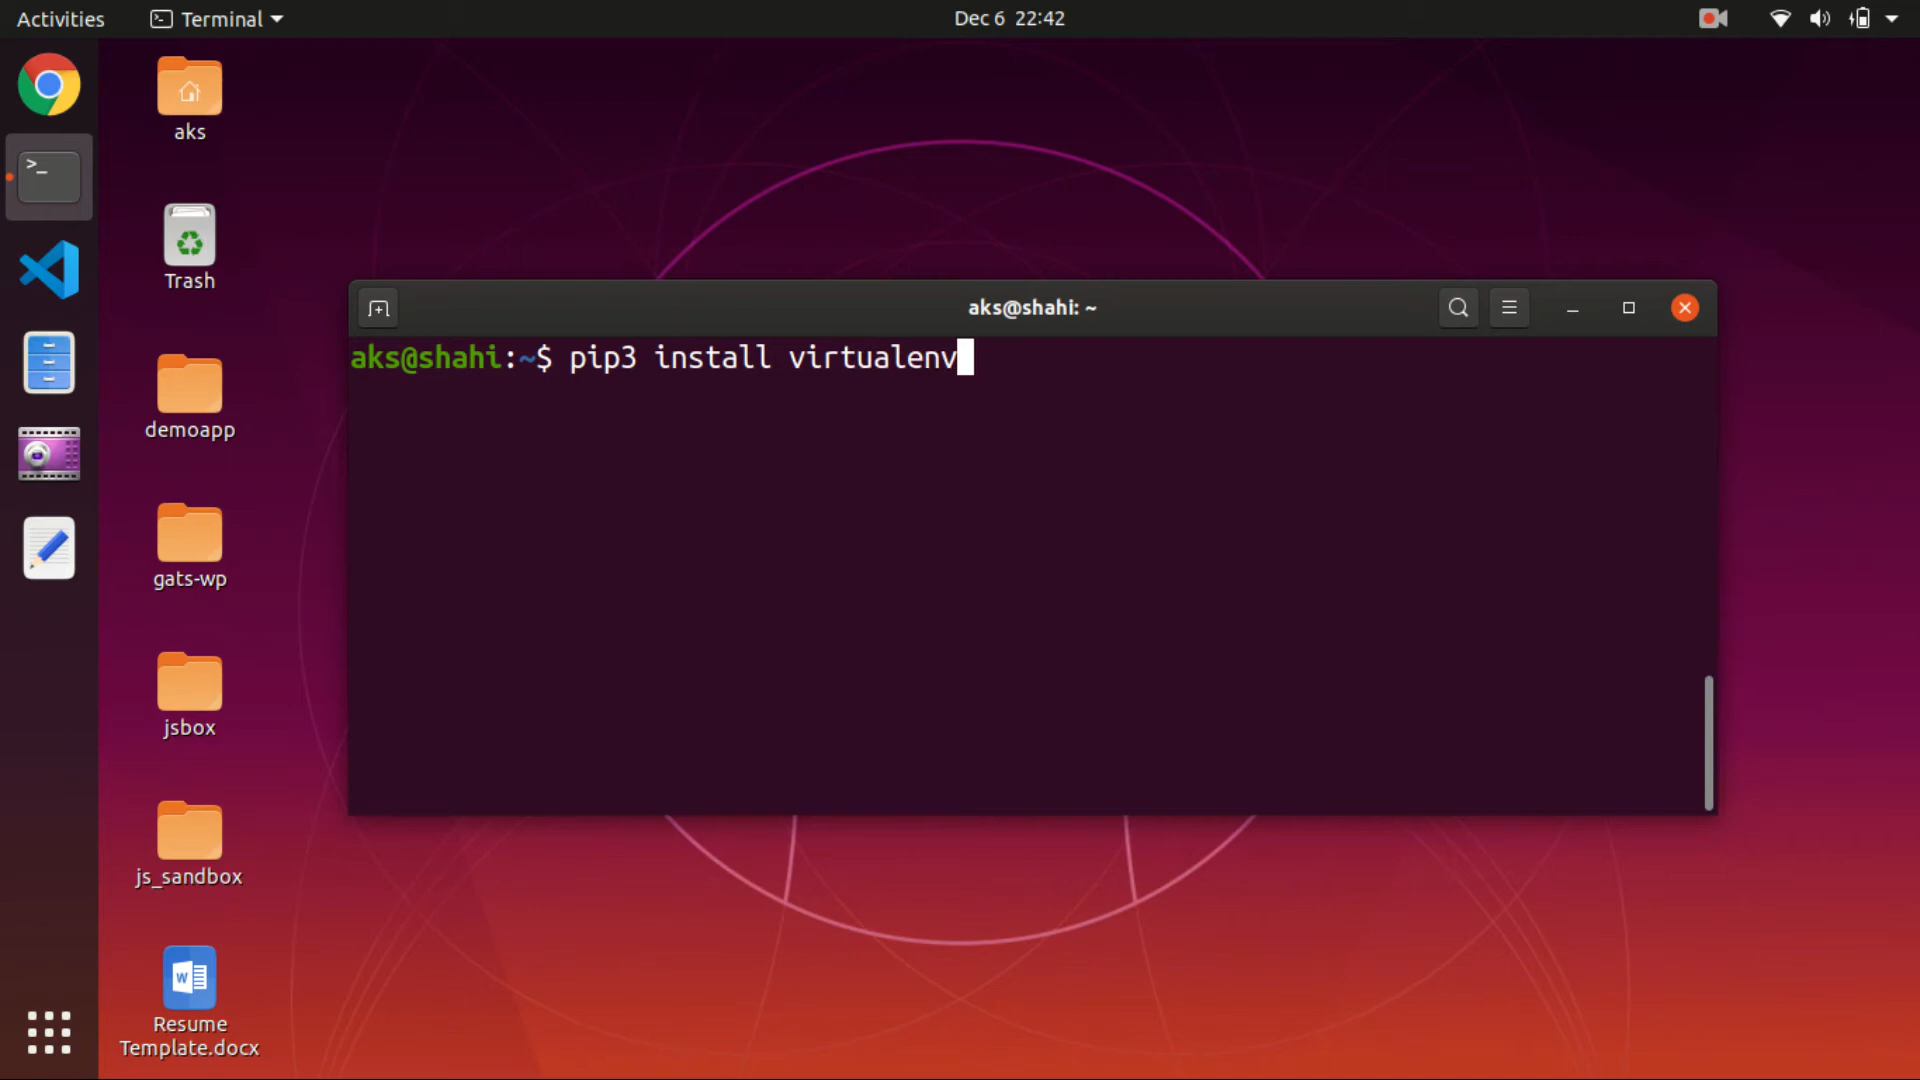 Activities
Terminal
Dec 6 22:42
aks
Trash
demoapp
gats-wp
jsbox
js_sandbox
Resume
Template.docx
aks@shahi: ~
aks@shahi:~$ pip3 install virtualenv
>_
W